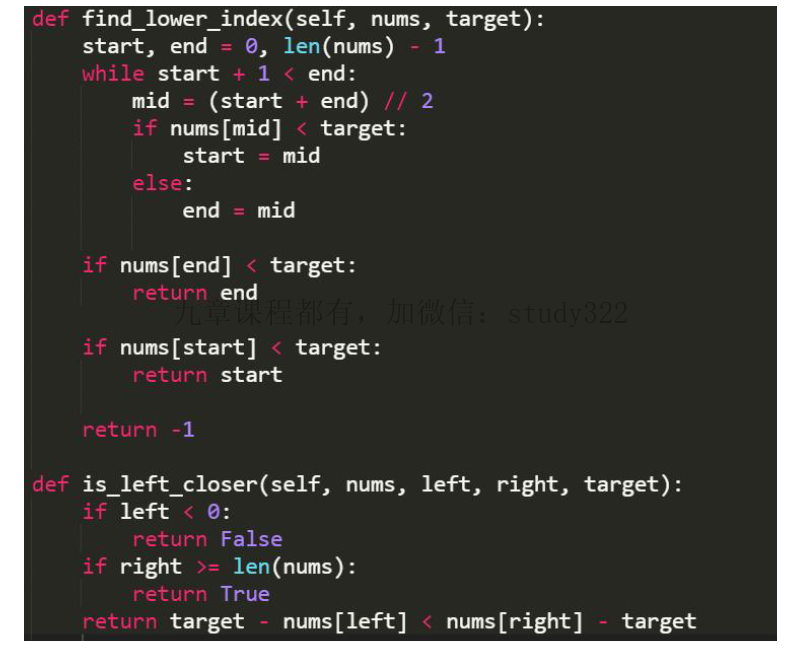 def find_lower_index(self, nums, target):
    start, end = 0, len(nums) - 1
    while start + 1 < end:
        mid = (start + end) // 2
        if nums[mid] < target:
            start = mid
        else:
            end = mid
    if nums[end] < target:
        return end
九章课程都有，加微信：study322
    if nums[start] < target:
        return start
    return -1
def is_left_closer(self, nums, left, right, target):
    if left < 0:
        return False
    if right >= len(nums):
        return True
    return target - nums[left] < nums[right] - target